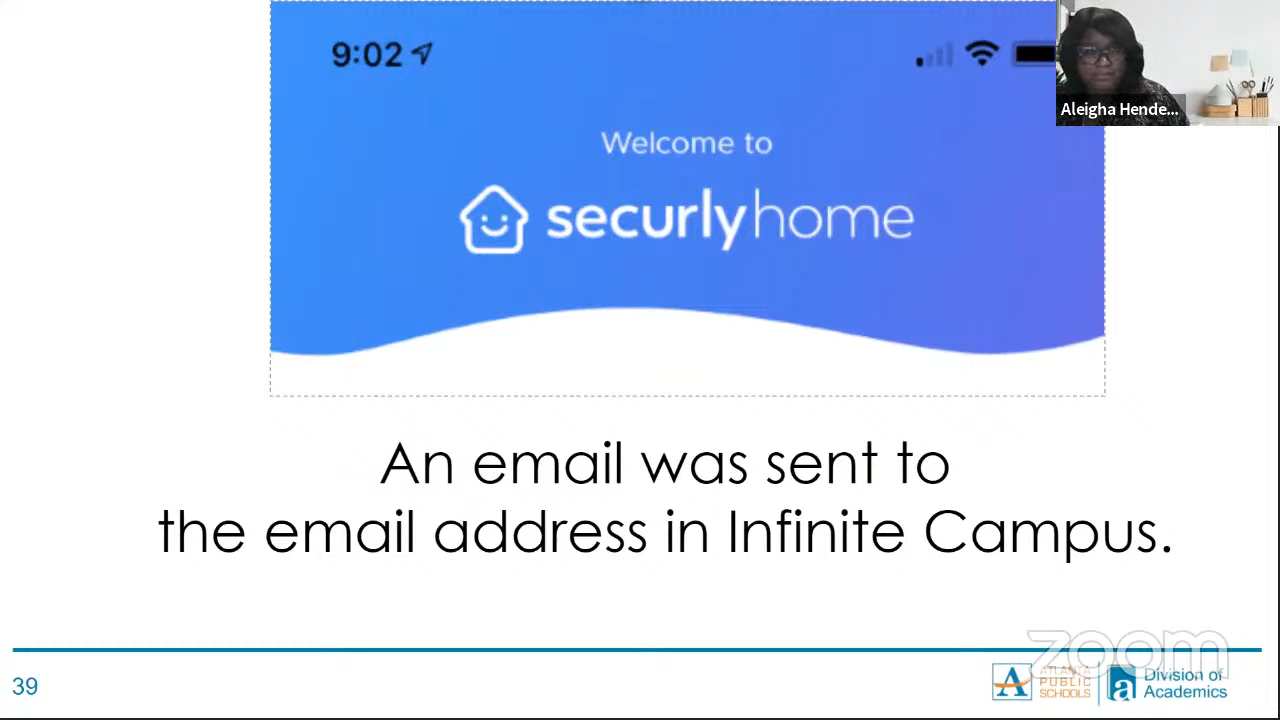 9:02
Aleigha Hende...
Welcome to
securlyhome
An email was sent to
the email address in Infinite Campus.
zoom
39
ATLANTA
PUBLIC
SCHOOLS
Division of
Academics